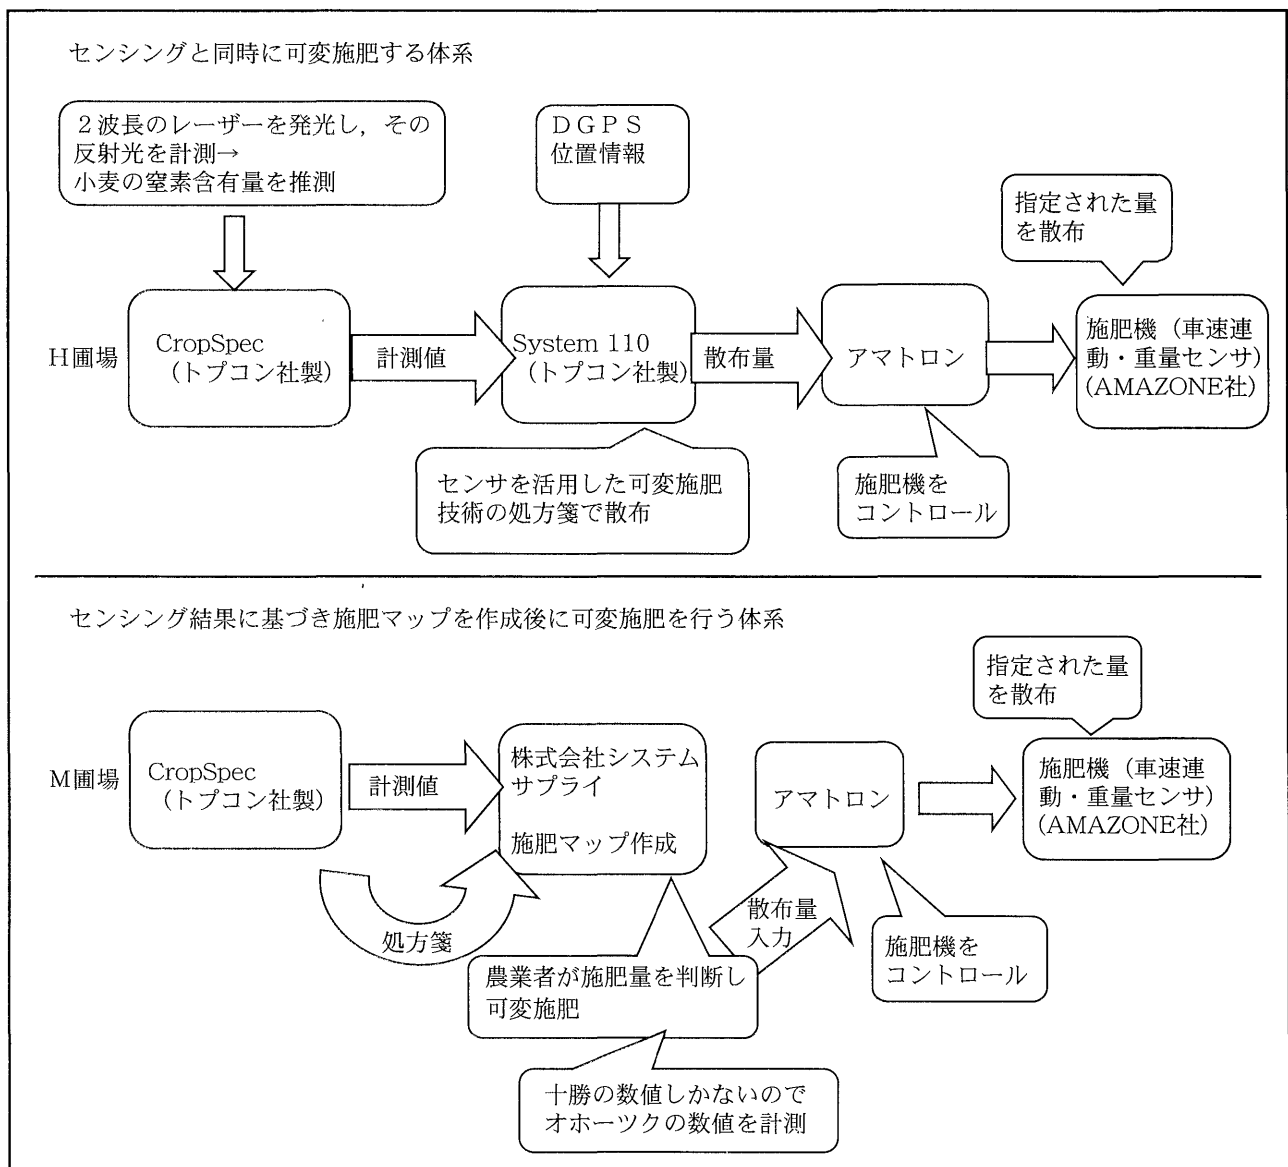 センシングと同時に可変施肥する体系
２波長のレーザーを発光し，その
反射光を計測→
小麦の窒素含有量を推測
ＤＧＰＳ
位置情報
指定された量
を散布
Ｈ圃場
CropSpec
（トプコン社製）
計測値
System 110
（トプコン社製）
散布量
アマトロン
施肥機（車速連
動・重量センサ）
(AMAZONE社)
センサを活用した可変施肥
技術の処方箋で散布
施肥機を
コントロール
センシング結果に基づき施肥マップを作成後に可変施肥を行う体系
指定された量
を散布
Ｍ圃場
CropSpec
（トプコン社製）
計測値
株式会社システム
サプライ
施肥マップ作成
アマトロン
施肥機（車速連
動・重量センサ）
(AMAZONE社)
処方箋
散布量
入力
施肥機を
コントロール
農業者が施肥量を判断し
可変施肥
十勝の数値しかないので
オホーツクの数値を計測